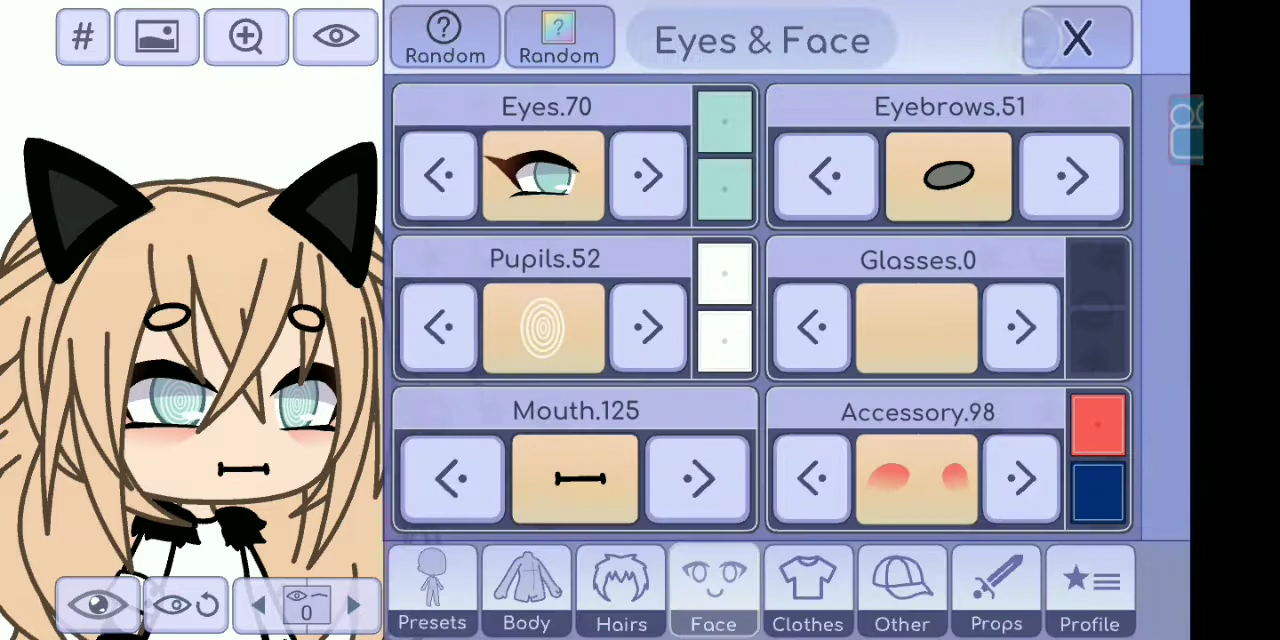 #
?
Random
?
Random
Eyes & Face
X
Eyes.70
Eyebrows.51
Pupils.52
Glasses.0
Mouth.125
Accessory.98
0
Presets
Body
Hairs
Face
Clothes
Other
Props
Profile